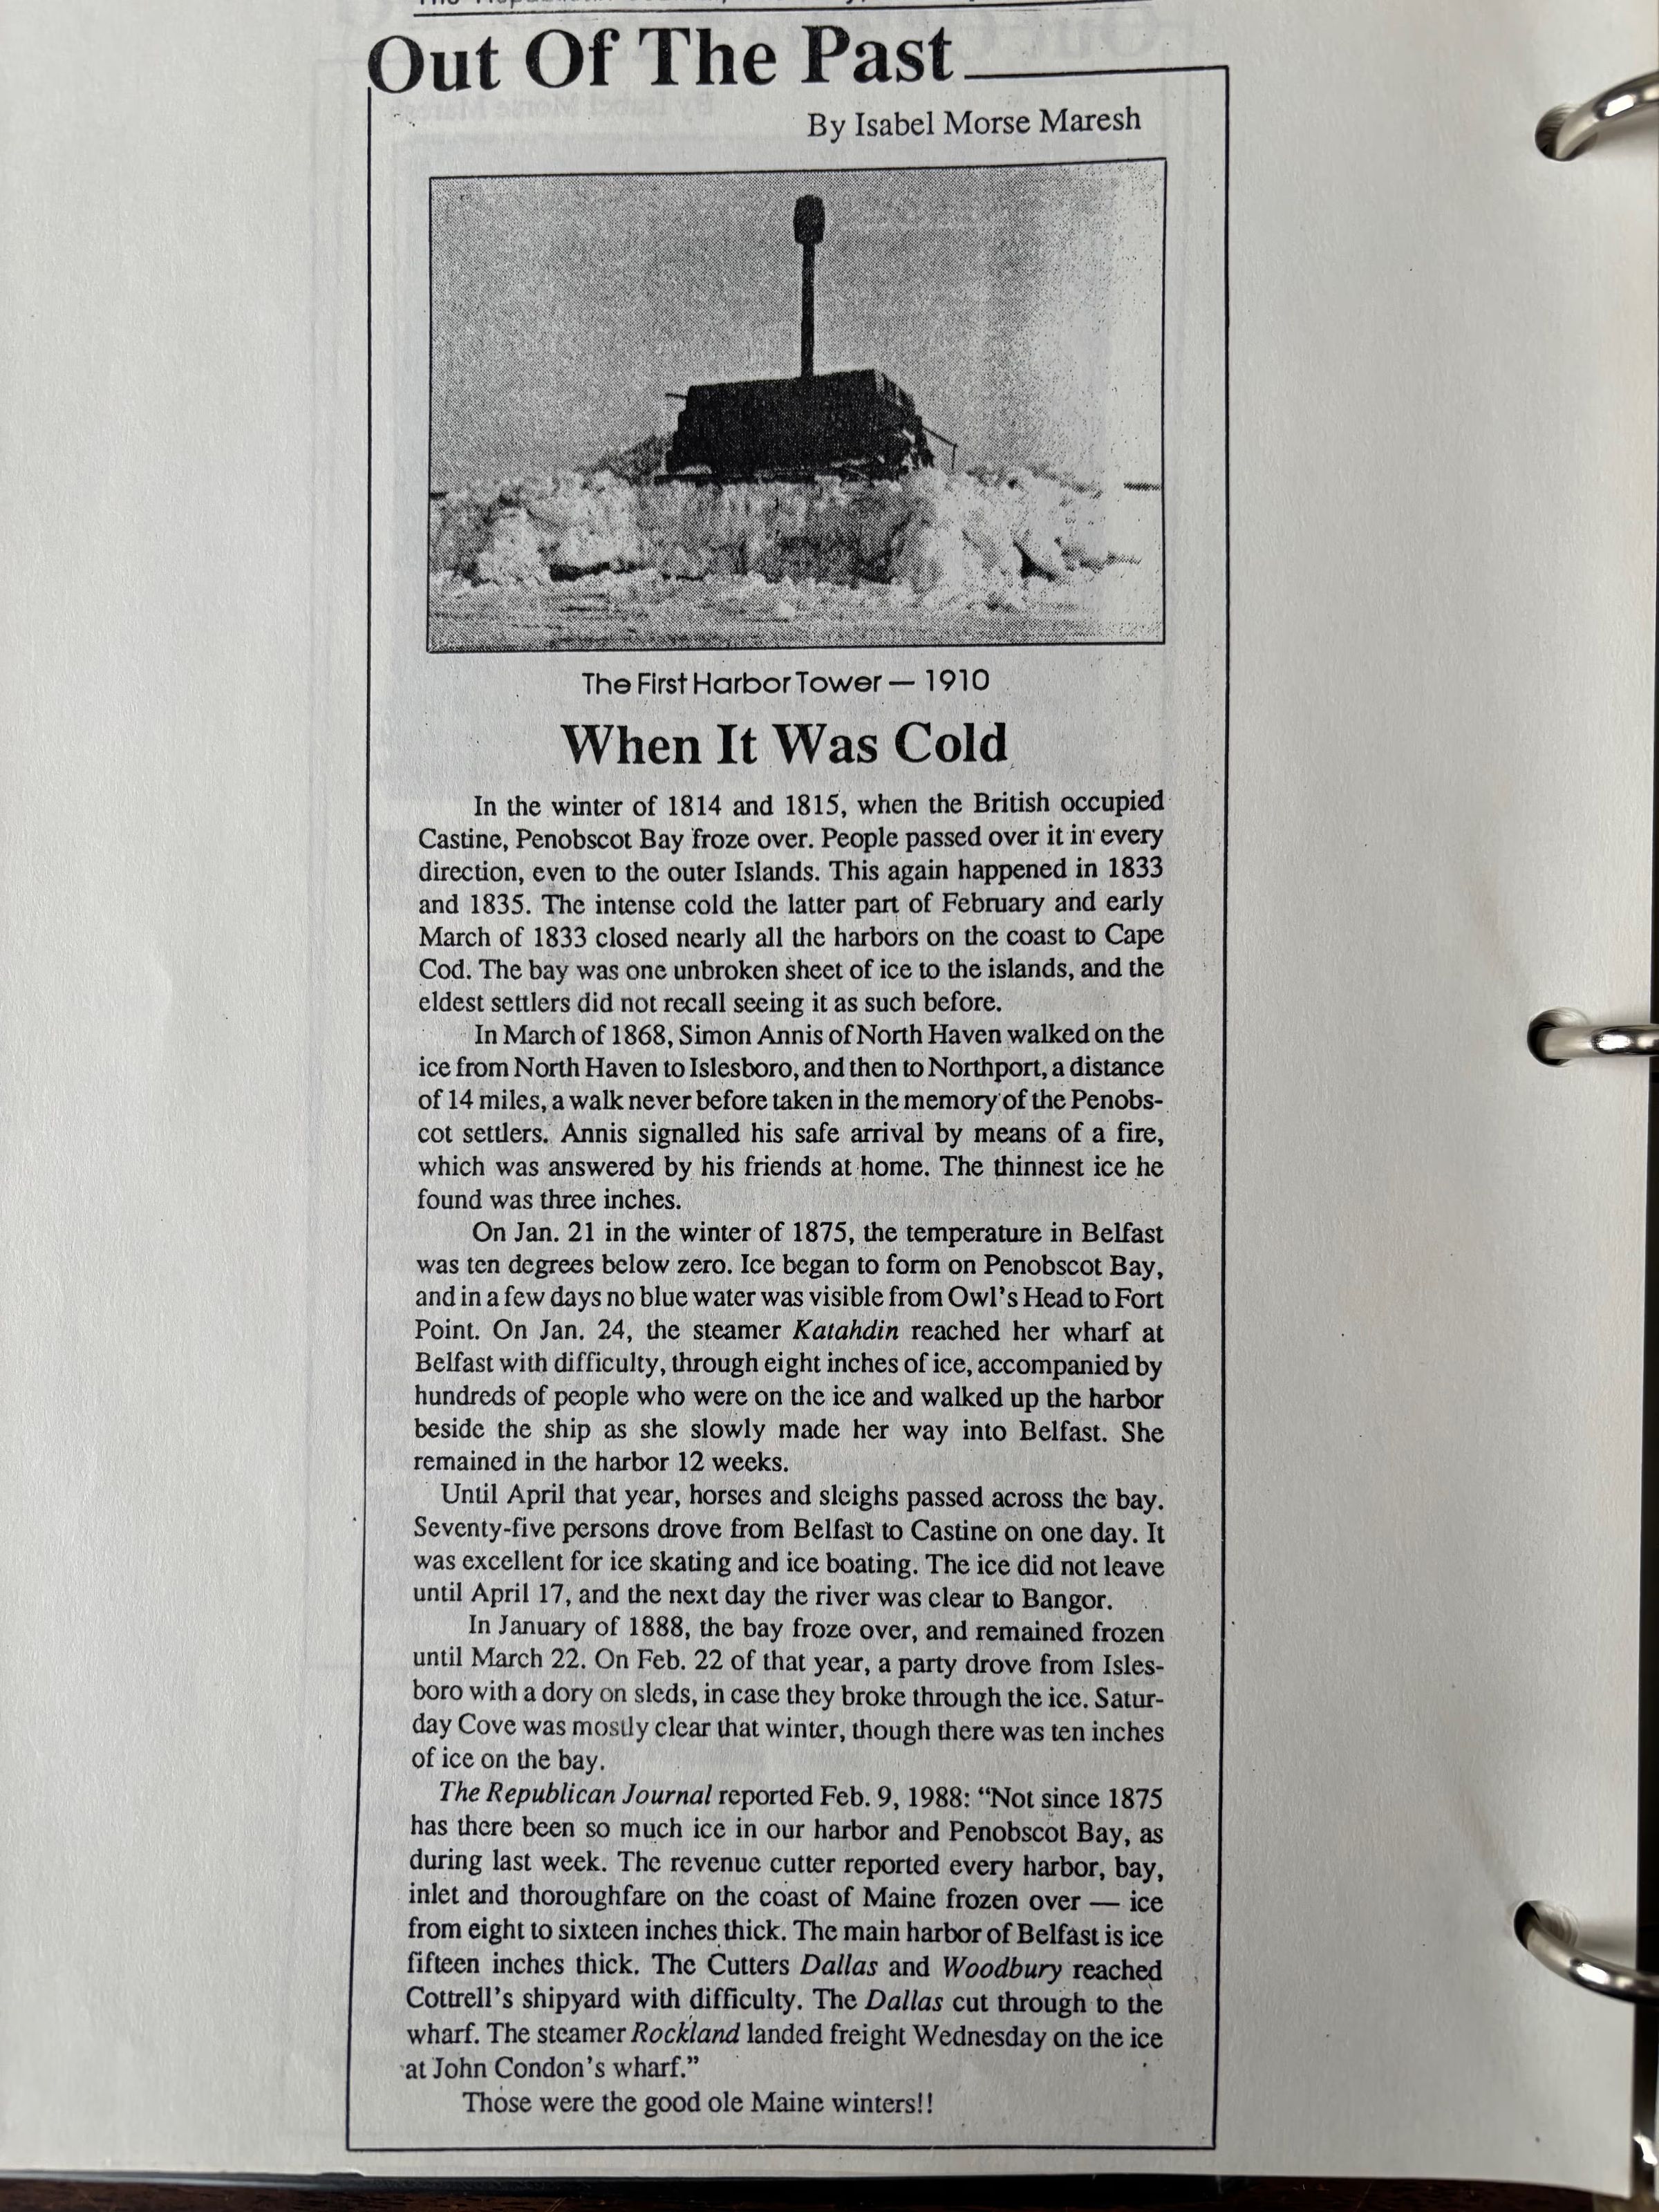 Out Of The Past
By Isabel Morse Maresh
The First Harbor Tower — 1910
When It Was Cold
In the winter of 1814 and 1815, when the British occupied
Castine, Penobscot Bay froze over. People passed over it in every
direction, even to the outer Islands. This again happened in 1833
and 1835. The intense cold the latter part of February and early
March of 1833 closed nearly all the harbors on the coast to Cape
Cod. The bay was one unbroken sheet of ice to the islands, and the
eldest settlers did not recall seeing it as such before.
In March of 1868, Simon Annis of North Haven walked on the
ice from North Haven to Islesboro, and then to Northport, a distance
of 14 miles, a walk never before taken in the memory of the Penobs-
cot settlers. Annis signalled his safe arrival by means of a fire,
which was answered by his friends at home. The thinnest ice he
found was three inches.
On Jan. 21 in the winter of 1875, the temperature in Belfast
was ten degrees below zero. Ice began to form on Penobscot Bay,
and in a few days no blue water was visible from Owl's Head to Fort
Point. On Jan. 24, the steamer Katahdin reached her wharf at
Belfast with difficulty, through eight inches of ice, accompanied by
hundreds of people who were on the ice and walked up the harbor
beside the ship as she slowly made her way into Belfast. She
remained in the harbor 12 weeks.
Until April that year, horses and sleighs passed across the bay.
Seventy-five persons drove from Belfast to Castine on one day. It
was excellent for ice skating and ice boating. The ice did not leave
until April 17, and the next day the river was clear to Bangor.
In January of 1888, the bay froze over, and remained frozen
until March 22. On Feb. 22 of that year, a party drove from Isles-
boro with a dory on sleds, in case they broke through the ice. Satur-
day Cove was mostly clear that winter, though there was ten inches
of ice on the bay.
The Republican Journal reported Feb. 9, 1988: “Not since 1875
has there been so much ice in our harbor and Penobscot Bay, as
during last week. The revenue cutter reported every harbor, bay,
inlet and thoroughfare on the coast of Maine frozen over — ice
from eight to sixteen inches thick. The main harbor of Belfast is ice
fifteen inches thick. The Cutters Dallas and Woodbury reached
Cottrell's shipyard with difficulty. The Dallas cut through to the
wharf. The steamer Rockland landed freight Wednesday on the ice
at John Condon's wharf.”
Those were the good ole Maine winters!!